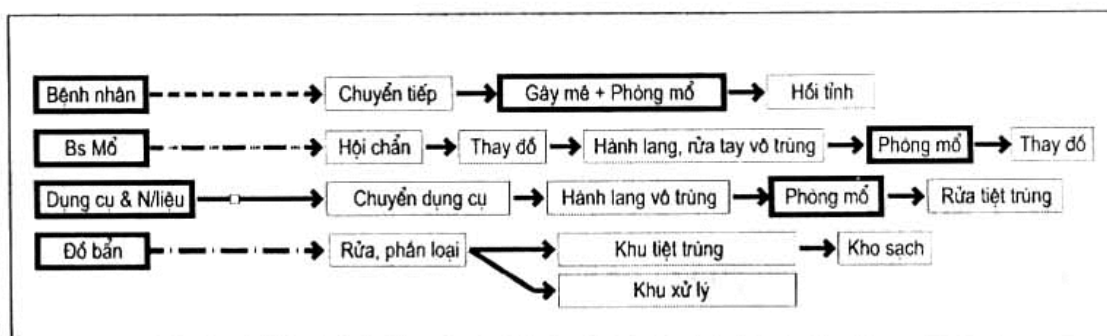 Bệnh nhân Chuyển tiếp Gây mê + Phòng mổ Hồi tỉnh
Bs Mổ Hội chẩn Thay đồ Hành lang, rửa tay vô trùng Phòng mổ Thay đồ
Dụng cụ & N/liệu Chuyển dụng cụ Hành lang vô trùng Phòng mổ Rửa tiệt trùng
Đồ bẩn Rửa, phân loại Khu tiệt trùng Kho sạch
Khu xử lý